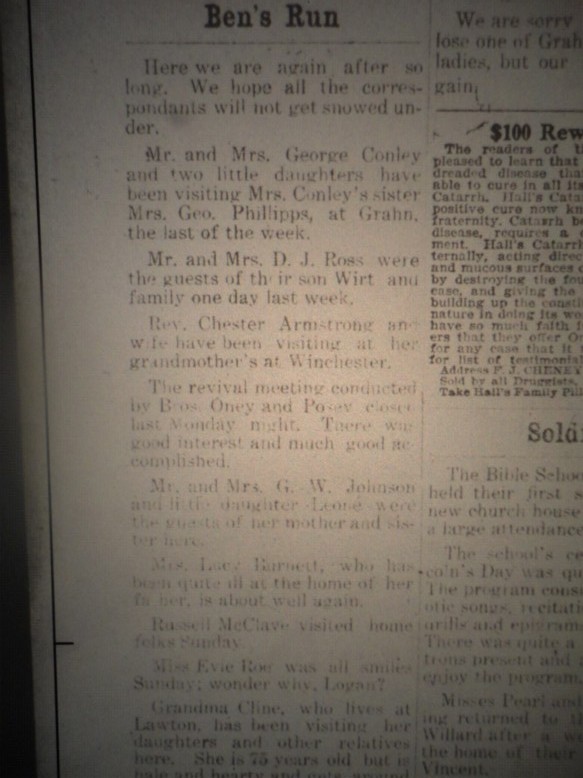 Ben's Run
Here we are again after so
long. We hope all the corres-
pondants will not get snowed un-
der.
Mr. and Mrs. George Conley
and two little daughters have
been visiting Mrs. Conley's sister
Mrs. Geo. Phillipps, at Grahn,
the last of the week.
Mr. and Mrs. D. J. Ross were
the guests of their son Wirt and
family one day last week.
Rev. Chester Armstrong and
wife have been visiting at her
grandmother's at Winchester.
The revival meeting conducted
by Bros. Oney and Posey closed
last Monday night. There was
good interest and much good ac-
complished.
Mr. and Mrs. G. W. Johnson
and little daughter Leone were
the guests of her mother and sis-
ter here.
Mrs. Lucy Burnett, who has
been quite ill at the home of her
father, is about well again.
Russell McClave visited home
folks Sunday.
Miss Evie Roe was all smiles
Sunday; wonder why, Logan?
Grandma Cline, who lives at
Lawton, has been visiting her
daughters and other relatives
here. She is 75 years old but is
hale and hearty and gets around
We are sorry
lose one of Grah
ladies, but our
gain.
$100 Rew
The readers of t
pleased to learn that
dreaded disease tha
able to cure in all its
Catarrh. Hall's Cata
positive cure now kn
fraternity. Catarrh b
disease, requires a c
ment. Hall's Catarrh
ternally, acting direc
and mucous surfaces o
by destroying the fou
ease, and giving the
building up the consti
nature in doing its wo
have so much faith i
ers that they offer On
for any case that it
for list of testimonial
Address F. J. CHENEY
Sold by all Druggists,
Take Hall's Family Pil
Soldi
The Bible Schoo
held their first s
new church house
a large attendance
The school's ce
coln's Day was qu
The program consi
otic songs, recitati
drills and epigrams
There was quite a
trons present and
enjoy the program.
Misses Pearl and
ing returned to th
Willard after a w
the home of their
Vincent.